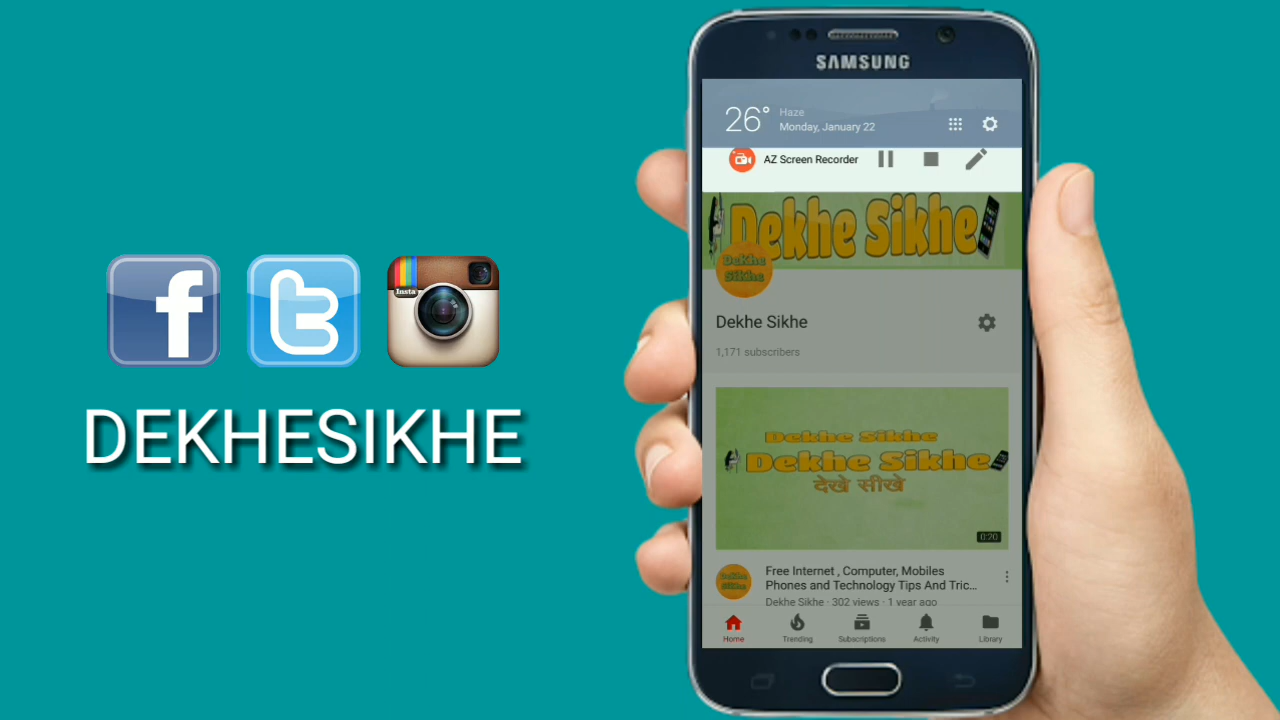 SAMSUNG
26°
Haze
Monday, January 22
AZ Screen Recorder
Dekhe Sikhe
Dekhe
Sikhe
Dekhe Sikhe
1,171 subscribers
Dekhe Sikhe
Dekhe Sikhe
देखे सीखे
0:20
Dekhe
Sikhe
Free Internet , Computer, Mobiles
Phones and Technology Tips And Tric...
Dekhe Sikhe · 302 views · 1 year ago
Home
Trending
Subscriptions
Activity
Library
f
t
Insta
DEKHESIKHE